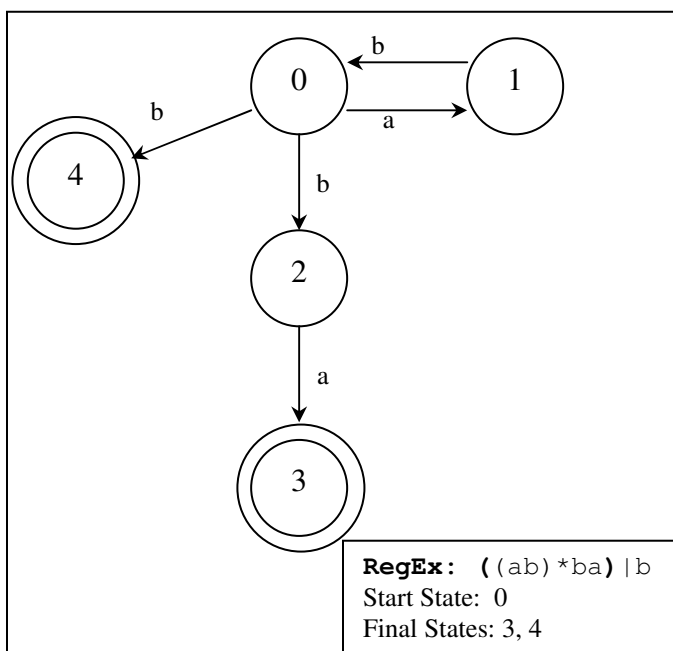 b
0
1
a
b
4
b
2
a
3
RegEx: ((ab)*ba)|b
Start State: 0
Final States: 3, 4